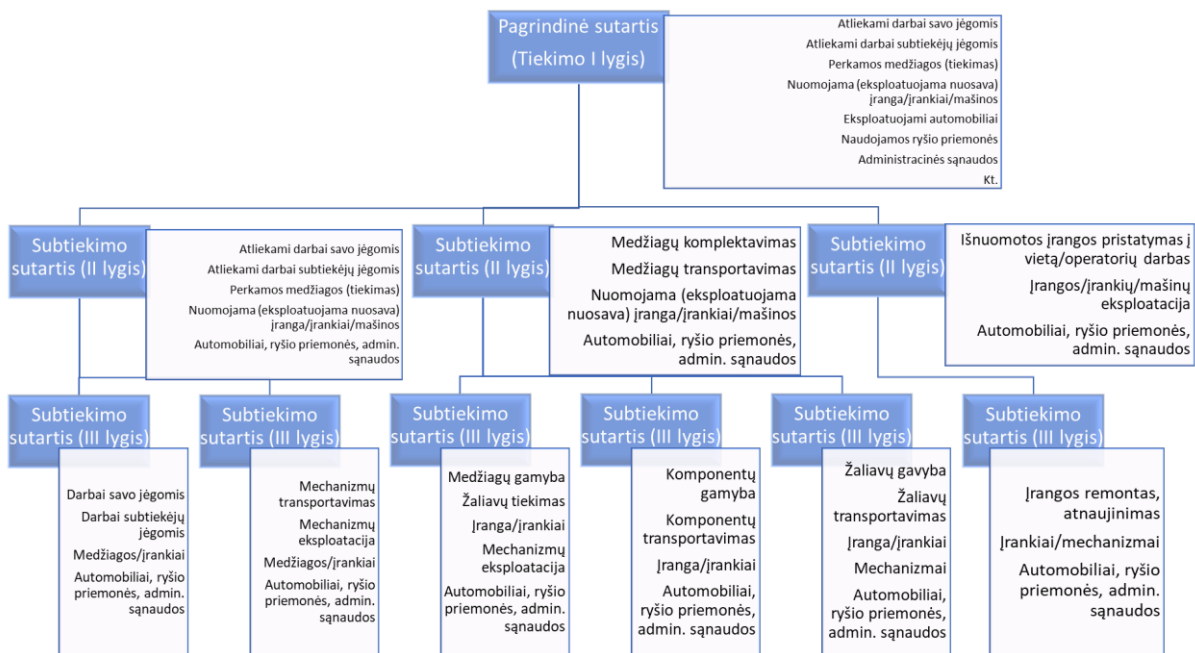 Pagrindinė sutartis
(Tiekimo I lygis)
Atliekami darbai savo jėgomis
Atliekami darbai subtiekėjų jėgomis
Perkamos medžiagos (tiekimas)
Nuomojama (eksploatuojama nuosava)
įranga/įrankiai/mašinos
Eksploatuojami automobiliai
Naudojamos ryšio priemonės
Administracinės sąnaudos
Kt.
Subtiekimo
sutartis (II lygis)
Atliekami darbai savo jėgomis
Atliekami darbai subtiekėjų jėgomis
Perkamos medžiagos (tiekimas)
Nuomojama (eksploatuojama nuosava)
įranga/įrankiai/mašinos
Automobiliai, ryšio priemonės, admin.
sąnaudos
Subtiekimo
sutartis (II lygis)
Medžiagų komplektavimas
Medžiagų transportavimas
Nuomojama (eksploatuojama
nuosava) įranga/įrankiai/mašinos
Automobiliai, ryšio priemonės,
admin. sąnaudos
Subtiekimo
sutartis (II lygis)
Išnuomotos įrangos pristatymas į
vietą/operatorių darbas
Įrangos/įrankių/mašinų
eksploatacija
Automobiliai, ryšio priemonės,
admin. sąnaudos
Subtiekimo
sutartis (III lygis)
Darbai savo jėgomis
Darbai subtiekėjų
jėgomis
Medžiagos/įrankiai
Automobiliai, ryšio
priemonės, admin.
sąnaudos
Subtiekimo
sutartis (III lygis)
Mechanizmų
transportavimas
Mechanizmų
eksploatacija
Medžiagos/įrankiai
Automobiliai, ryšio
priemonės, admin.
sąnaudos
Subtiekimo
sutartis (III lygis)
Medžiagų gamyba
Žaliavų tiekimas
Įranga/įrankiai
Mechanizmų
eksploatacija
Automobiliai, ryšio
priemonės, admin.
sąnaudos
Subtiekimo
sutartis (III lygis)
Komponentų
gamyba
Komponentų
transportavimas
Įranga/įrankiai
Automobiliai,
ryšio priemonės,
admin. sąnaudos
Subtiekimo
sutartis (III lygis)
Žaliavų gavyba
Žaliavų
transportavimas
Įranga/įrankiai
Mechanizmai
Automobiliai,
ryšio priemonės,
admin. sąnaudos
Subtiekimo
sutartis (III lygis)
Įrangos remontas,
atnaujinimas
Įrankiai/mechanizmai
Automobiliai, ryšio
priemonės, admin.
sąnaudos